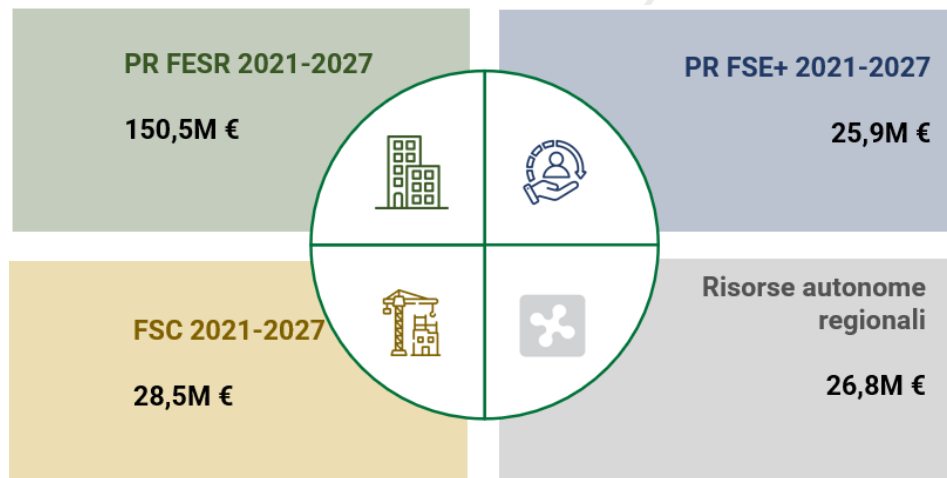 PR FESR 2021-2027
150,5M €
PR FSE+ 2021-2027
25,9M €
FSC 2021-2027
28,5M €
Risorse autonome
regionali
26,8M €